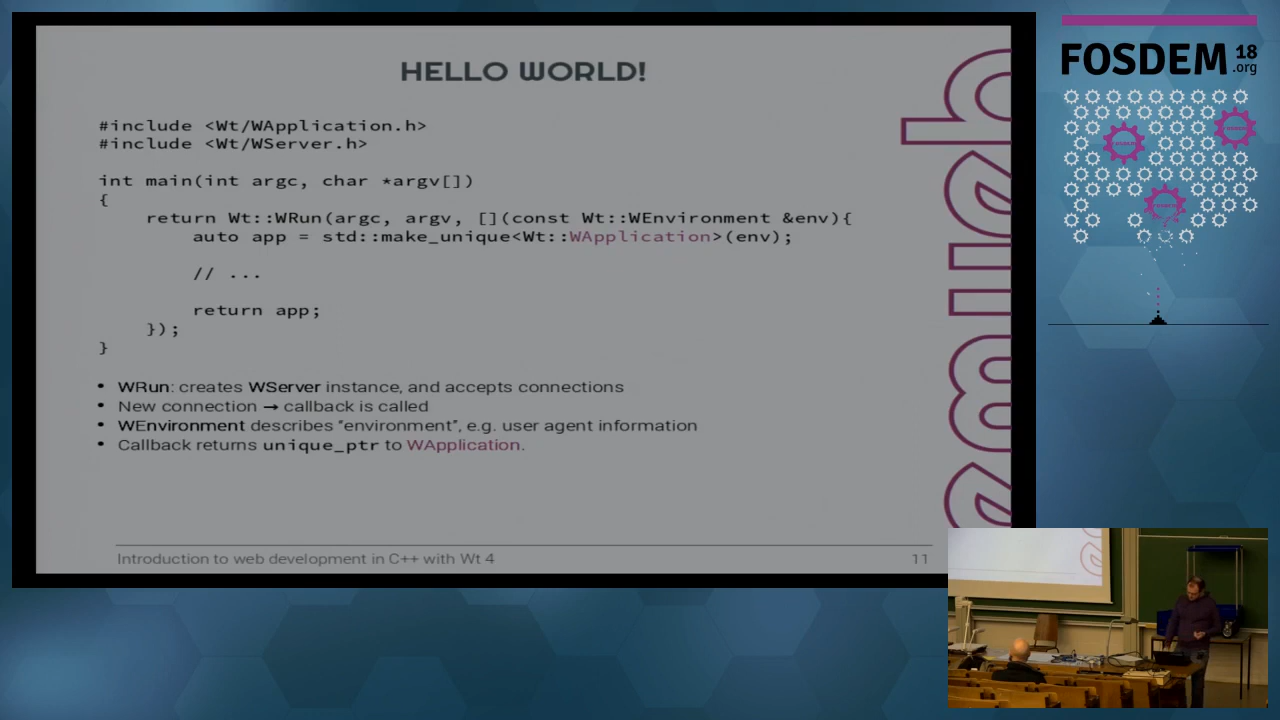 HELLO WORLD!
#include <Wt/WApplication.h>
#include <Wt/WServer.h>
int main(int argc, char *argv[])
{
return Wt::WRun(argc, argv, [](const Wt::WEnvironment &env){
auto app = std::make_unique<Wt::WApplication>(env);
// ...
return app;
});
}
• WRun: creates WServer instance, and accepts connections
• New connection → callback is called
• WEnvironment describes “environment”, e.g. user agent information
• Callback returns unique_ptr to WApplication.
Introduction to web development in C++ with Wt 4
11
FOSDEM 18
.org